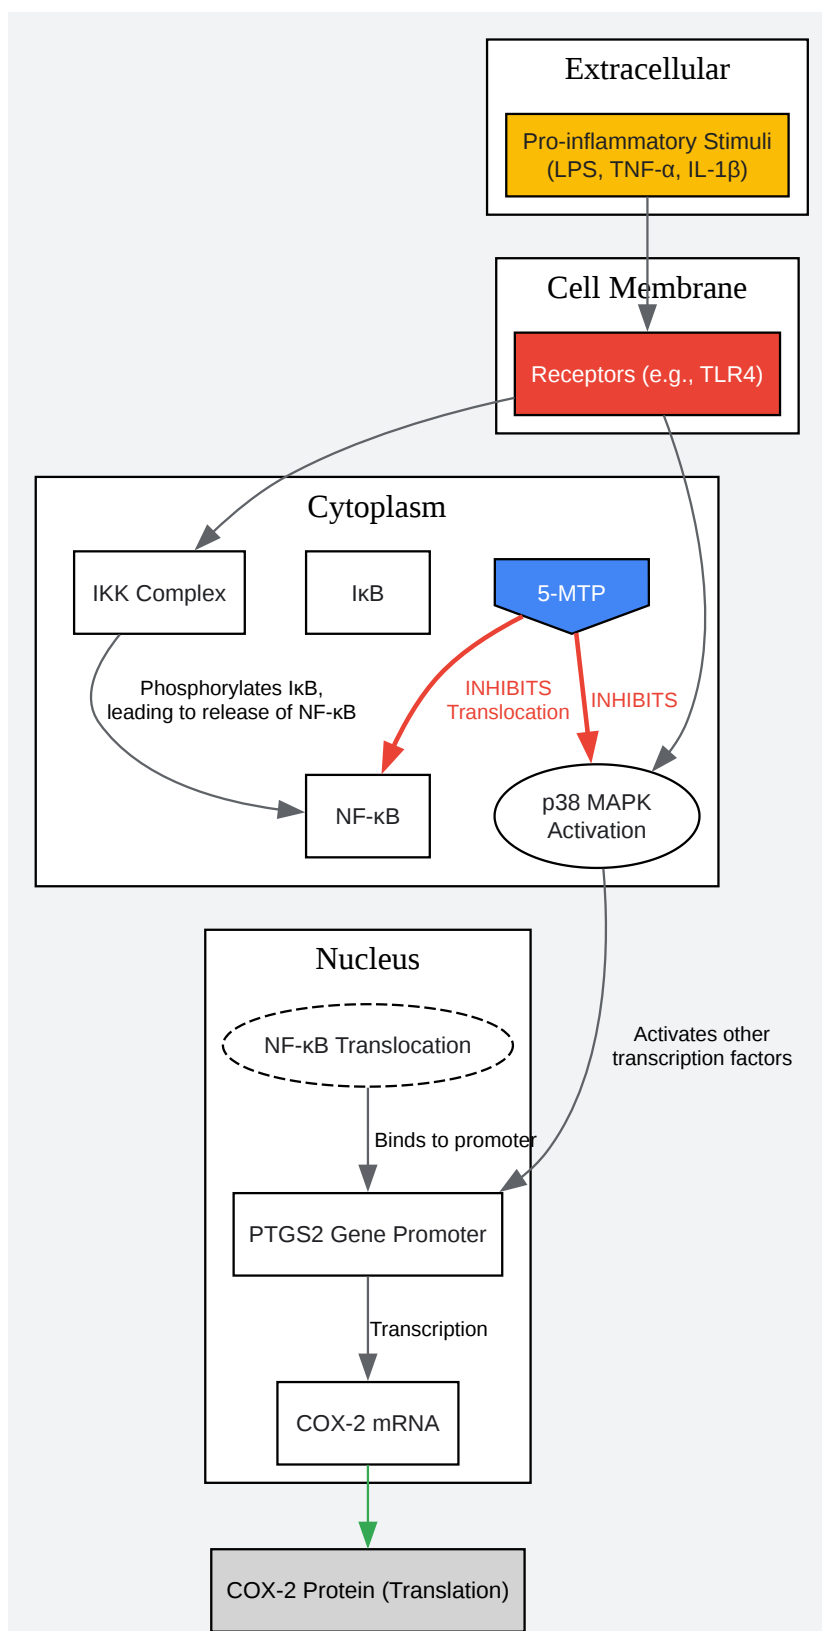 Extracellular
Pro-inflammatory Stimuli
(LPS, TNF-α, IL-1β)
Cell Membrane
Receptors (e.g., TLR4)
Cytoplasm
IKK Complex
IκB
5-MTP
Phosphorylates IκB,
leading to release of NF-κB
INHIBITS
Translocation
INHIBITS
NF-κB
p38 MAPK
Activation
Nucleus
NF-κB Translocation
Activates other
transcription factors
Binds to promoter
PTGS2 Gene Promoter
Transcription
COX-2 mRNA
COX-2 Protein (Translation)